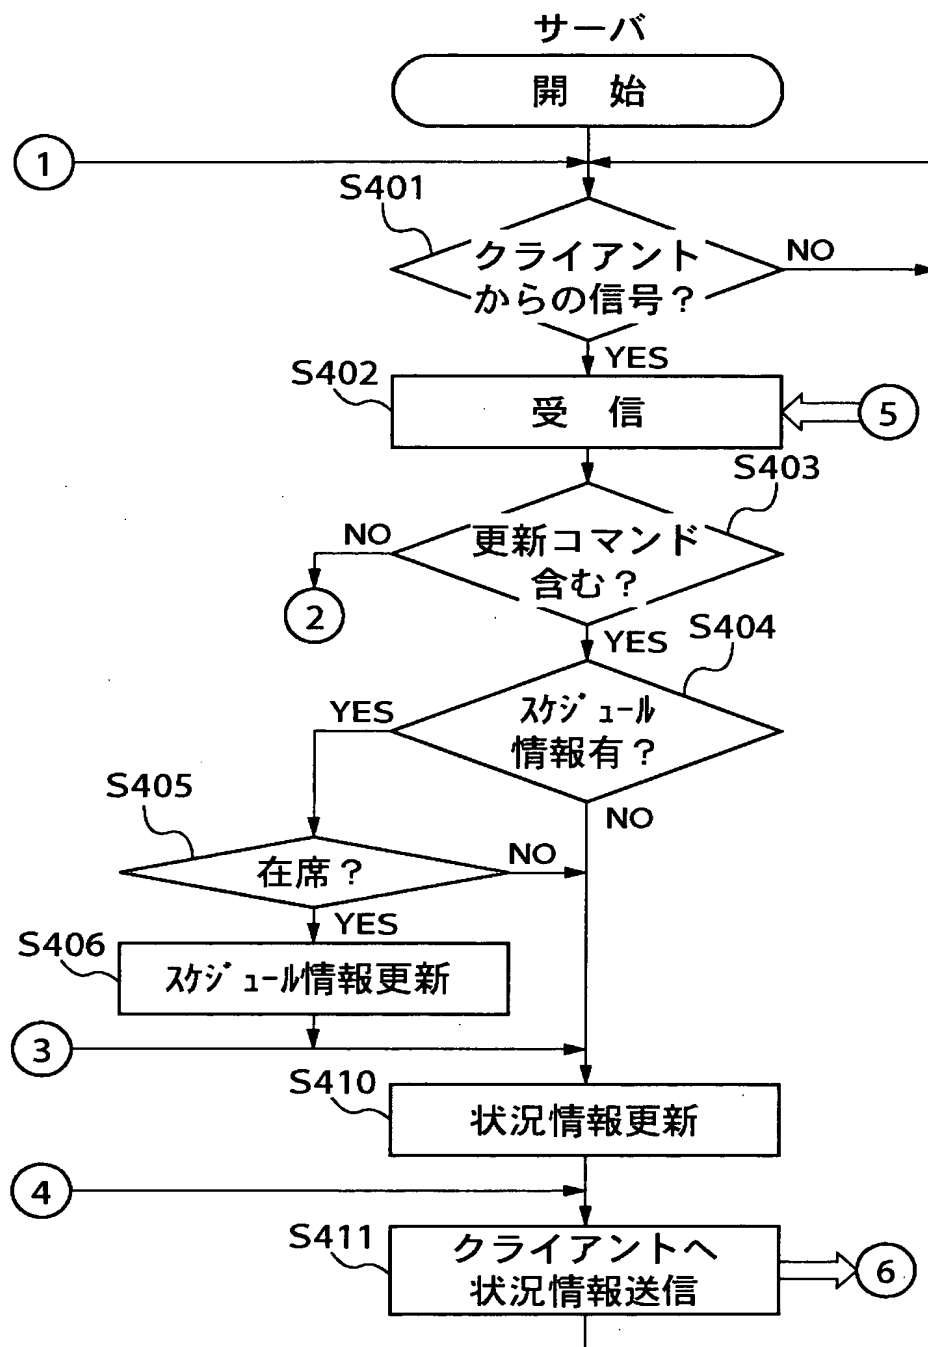 サーバ
開 始
1
S401
クライアント
からの信号？
NO
YES
S402
受 信
5
S403
NO
更新コマンド
含む？
2
YES
S404
YES
ｽｹｼﾞｭｰﾙ
情報有？
NO
S405
在席？
NO
YES
S406
ｽｹｼﾞｭｰﾙ情報更新
3
S410
状況情報更新
4
S411
クライアントへ
状況情報送信
6